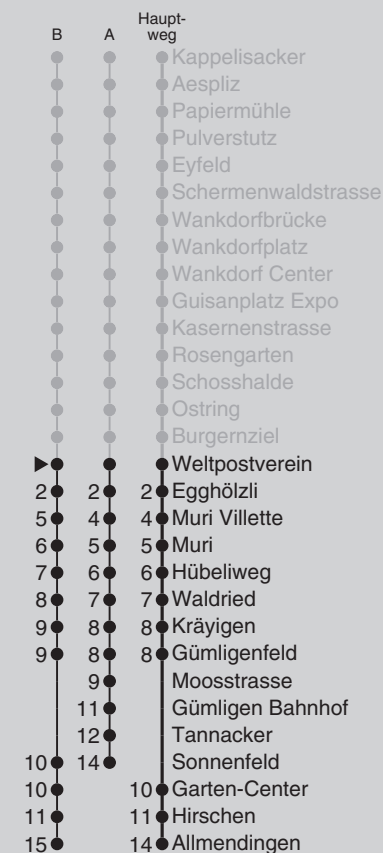 Haupt-
B A weg
Kappelisacker
Aespliz
Papiermühle
Pulverstutz
Eyfeld
Schermenwaldstrasse
Wankdorfbrücke
Wankdorfplatz
Wankdorf Center
Guisanplatz Expo
Kasernenstrasse
Rosengarten
Schosshalde
Ostring
Burgernziel
Weltpostverein
2 2 2 Egghölzli
5 4 4 Muri Villette
6 5 5 Muri
7 6 6 Hübeliweg
8 7 7 Waldried
9 8 8 Kräyigen
9 8 8 Gümligenfeld
9 Moosstrasse
11 Gümligen Bahnhof
12 Tannacker
10 14 Sonnenfeld
10 10 Garten-Center
11 11 Hirschen
15 14 Allmendingen